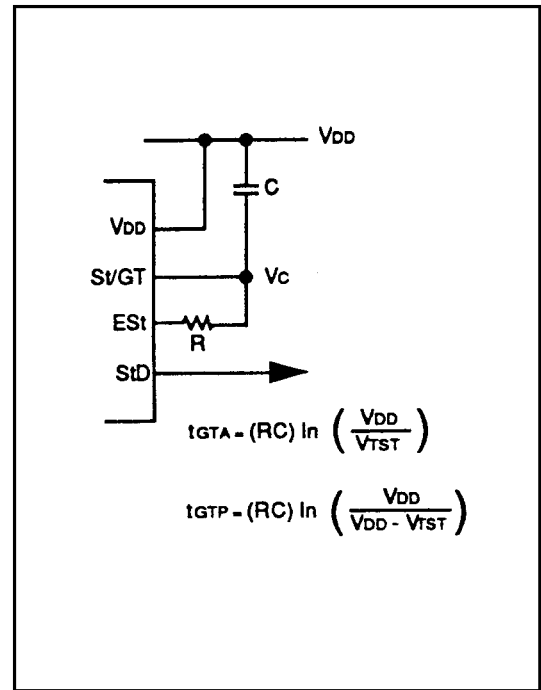 VDD
C
VDD
St/GT
Vc
ESt
R
StD
tGTA = (RC) ln ( VDD / VTST )
tGTP = (RC) ln ( VDD / VDD - VTST )